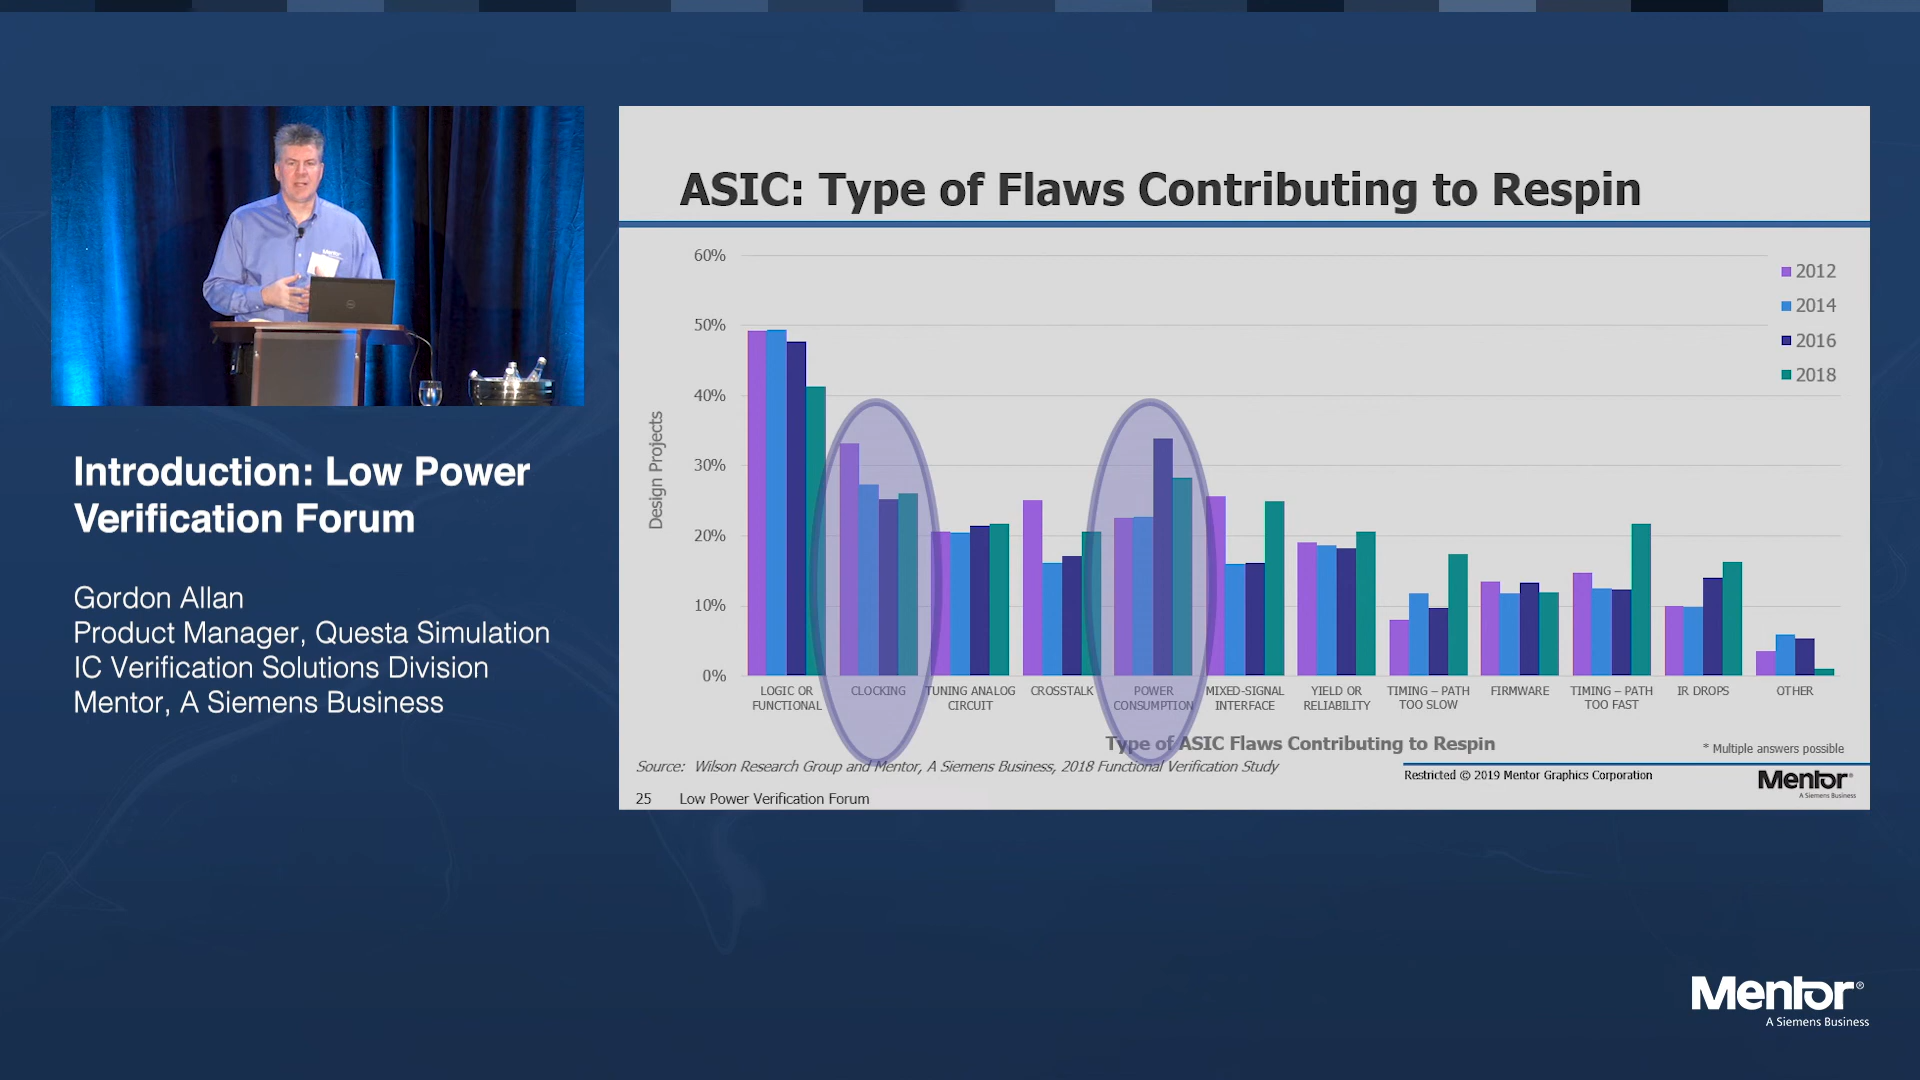 Introduction: Low Power
Verification Forum
Gordon Allan
Product Manager, Questa Simulation
IC Verification Solutions Division
Mentor, A Siemens Business
ASIC: Type of Flaws Contributing to Respin
60%
50%
40%
30%
20%
10%
0%
Design Projects
2012
2014
2016
2018
LOGIC OR
FUNCTIONAL
CLOCKING
TUNING ANALOG
CIRCUIT
CROSSTALK
POWER
CONSUMPTION
MIXED-SIGNAL
INTERFACE
YIELD OR
RELIABILITY
TIMING – PATH
TOO SLOW
FIRMWARE
TIMING – PATH
TOO FAST
IR DROPS
OTHER
Type of ASIC Flaws Contributing to Respin
* Multiple answers possible
Source: Wilson Research Group and Mentor, A Siemens Business, 2018 Functional Verification Study
Restricted © 2019 Mentor Graphics Corporation
Mentor®
A Siemens Business
25 Low Power Verification Forum
Mentor®
A Siemens Business